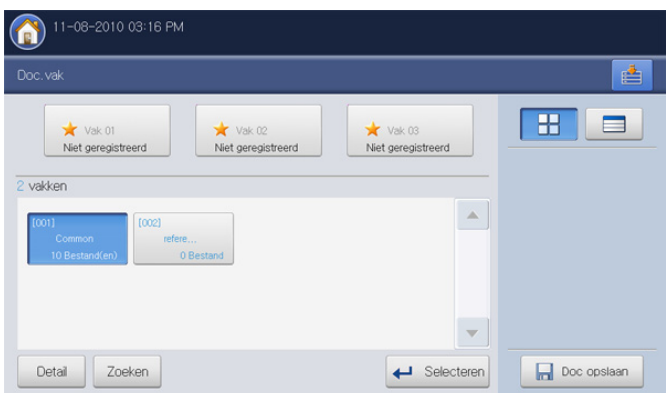 11-08-2010 03:16 PM
Doc.vak
Vak 01
Niet geregistreerd
Vak 02
Niet geregistreerd
Vak 03
Niet geregistreerd
2 vakken
[001]
Common
10 Bestand(en)
[002]
refere...
0 Bestand
Detail
Zoeken
Selecteren
Doc opslaan